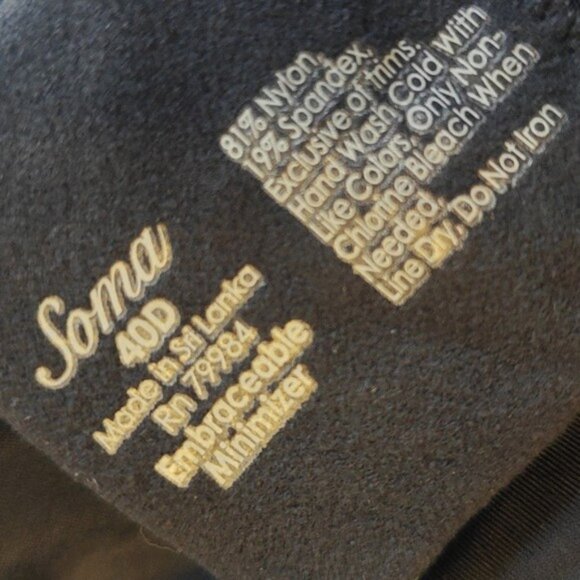 81% Nylon,
9% Spandex,
Exclusive of trims.
Hand Wash Cold With
Like Colors, Only Non-
Chlorine Bleach When
Needed,
Line Dry, Do Not Iron
Soma
40D
Made In Sri Lanka
Rn 79984
Embraceable
Minimizer